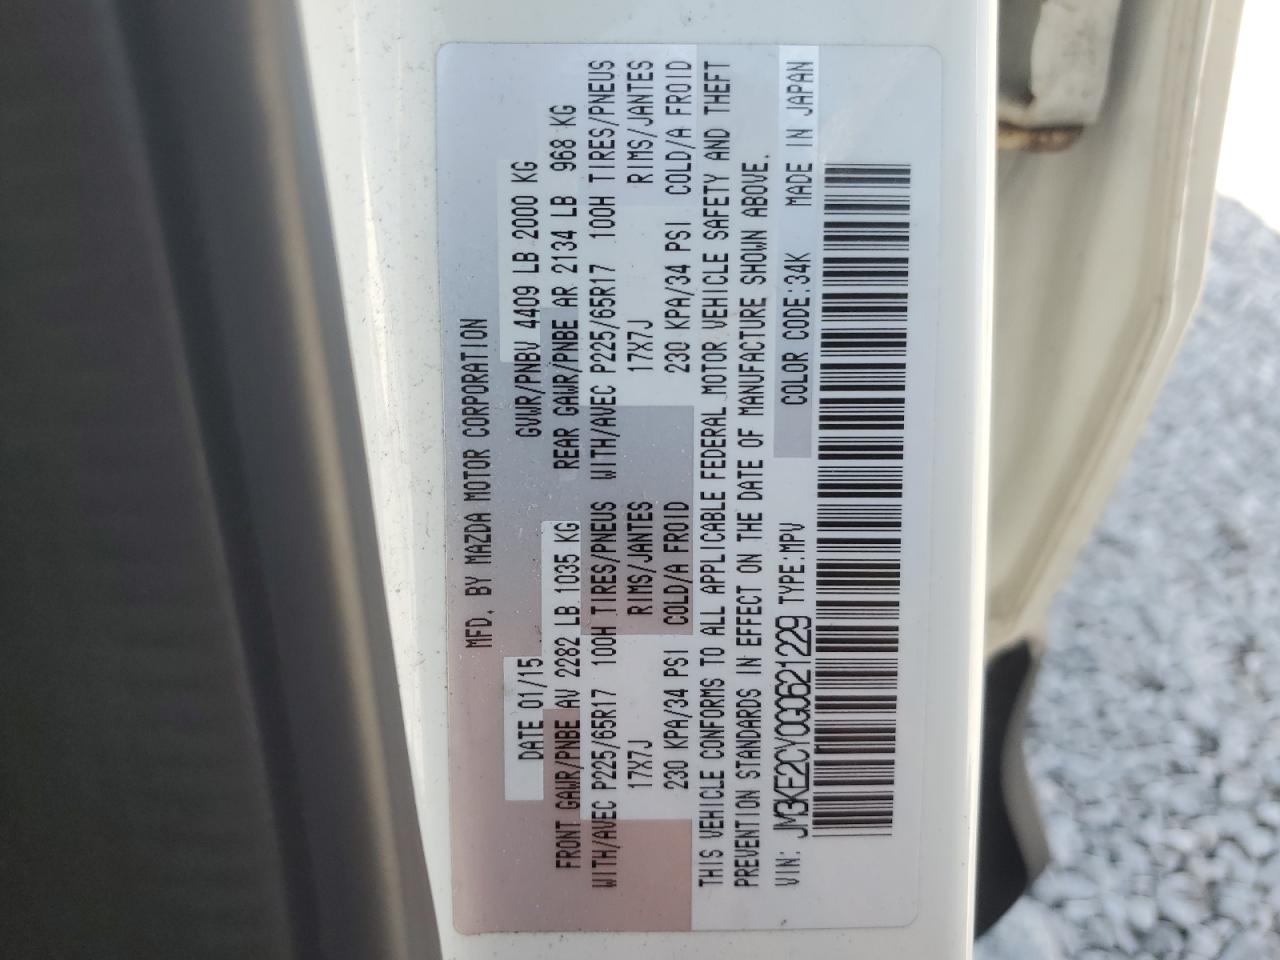 MFD. BY MAZDA MOTOR CORPORATION
DATE 01/15 GVWR/PNBV 4409 LB 2000 KG
FRONT GAWR/PNBE AV 2282 LB 1035 KG REAR GAWR/PNBE AR 2134 LB 968 KG
WITH/AVEC P225/65R17 100H TIRES/PNEUS WITH/AVEC P225/65R17 100H TIRES/PNEUS
17X7J RIMS/JANTES 17X7J RIMS/JANTES
230 KPA/34 PSI COLD/A FROID 230 KPA/34 PSI COLD/A FROID
THIS VEHICLE CONFORMS TO ALL APPLICABLE FEDERAL MOTOR VEHICLE SAFETY AND THEFT
PREVENTION STANDARDS IN EFFECT ON THE DATE OF MANUFACTURE SHOWN ABOVE.
VIN: JM3KE2CY0G0621229 TYPE:MPV COLOR CODE:34K MADE IN JAPAN